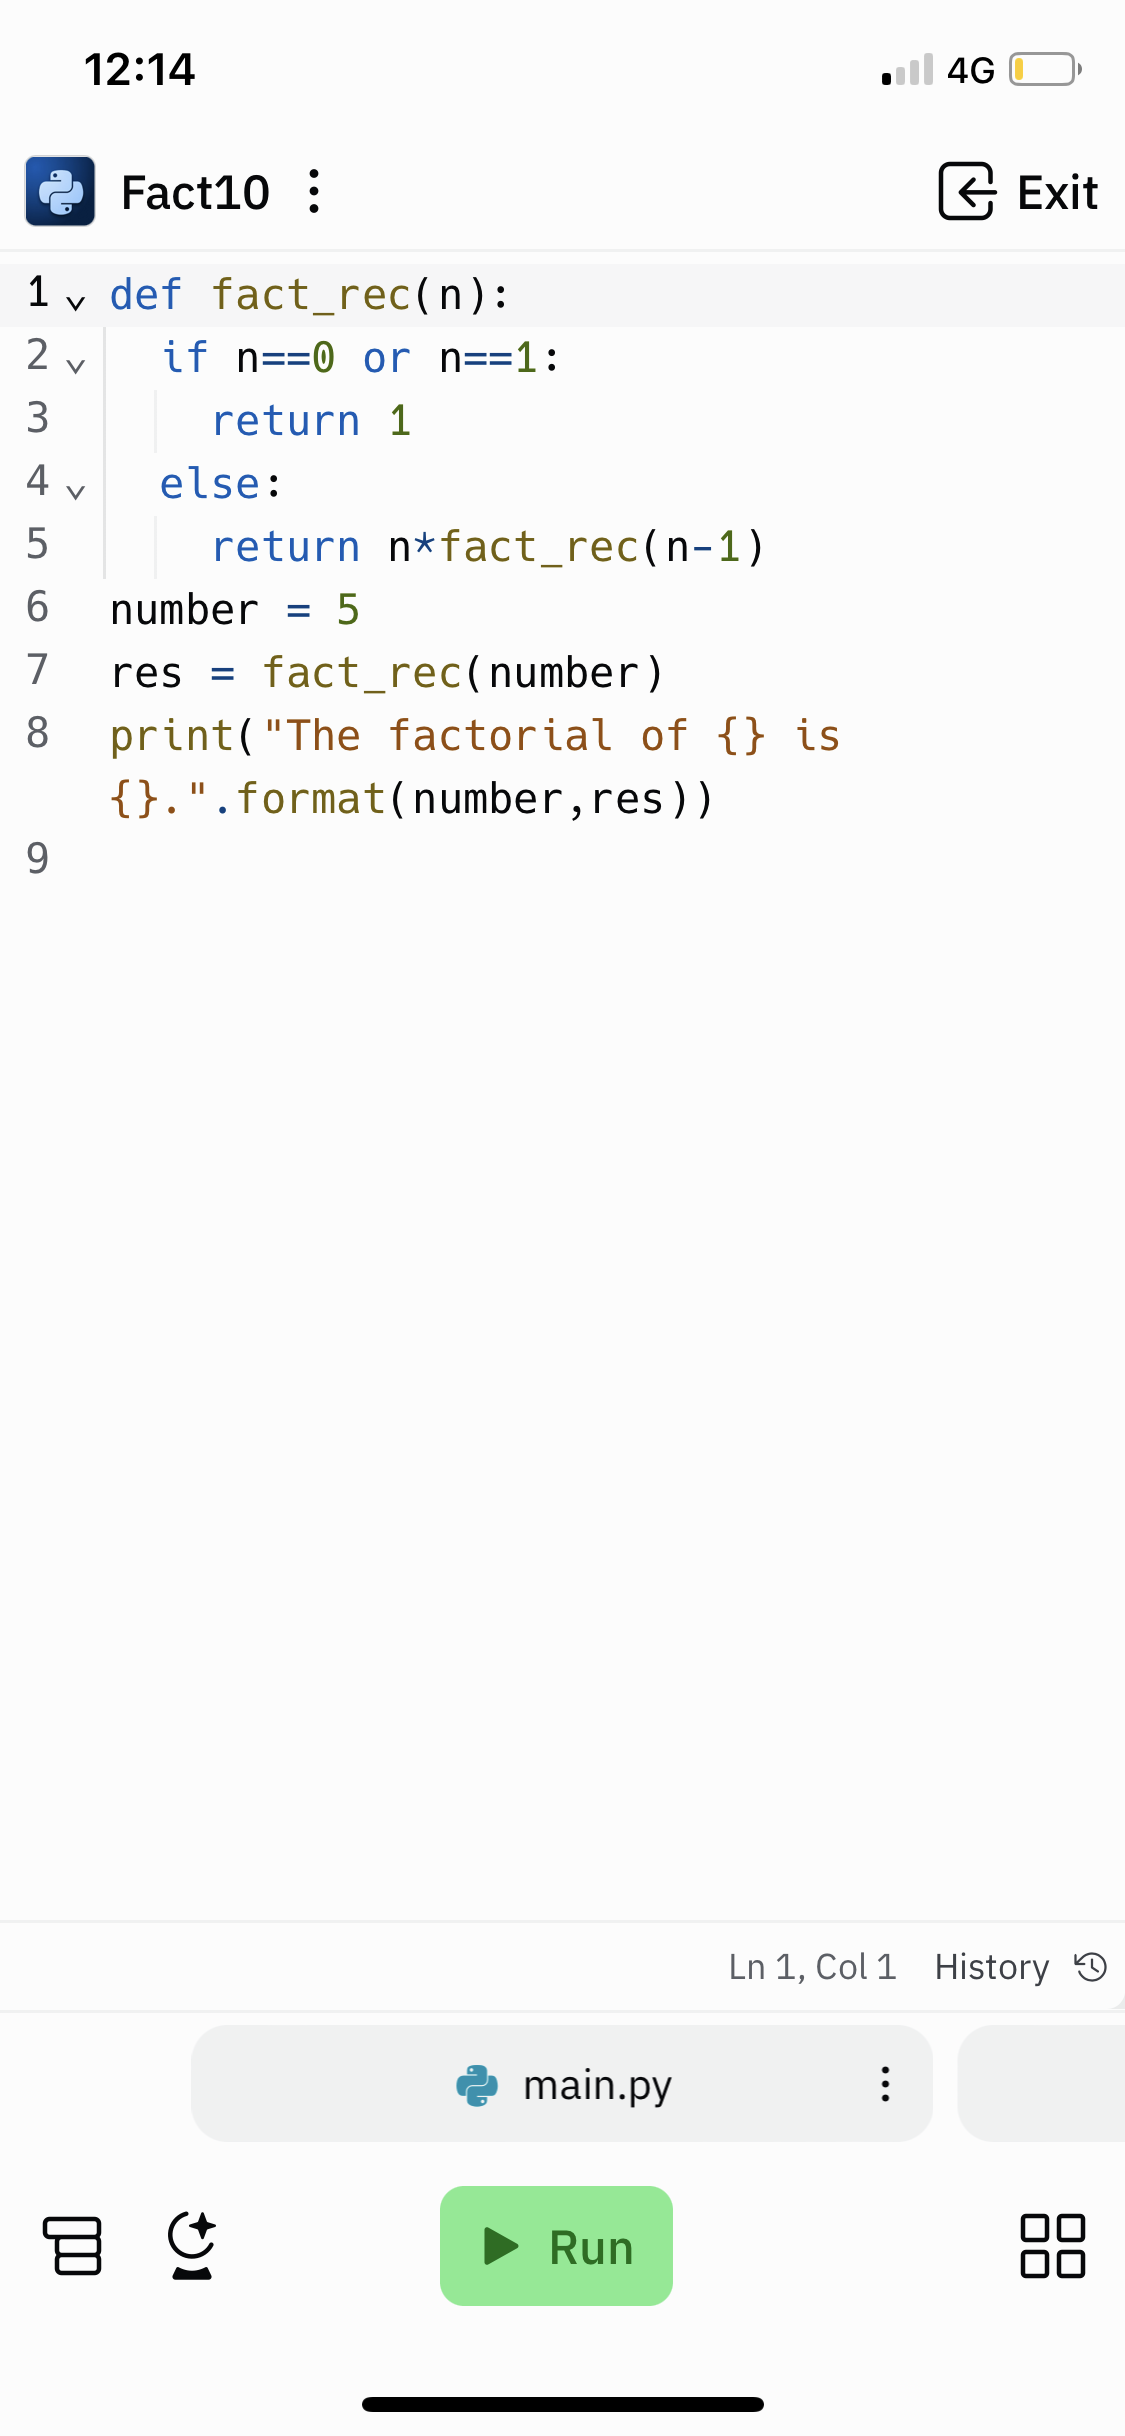 12:14
4G
Fact10
Exit
1 def fact_rec(n):
2 if n==0 or n==1:
3 return 1
4 else:
5 return n*fact_rec(n-1)
6 number = 5
7 res = fact_rec(number)
8 print("The factorial of {} is
{}.".format(number,res))
9
Ln 1, Col 1 History
main.py
Run